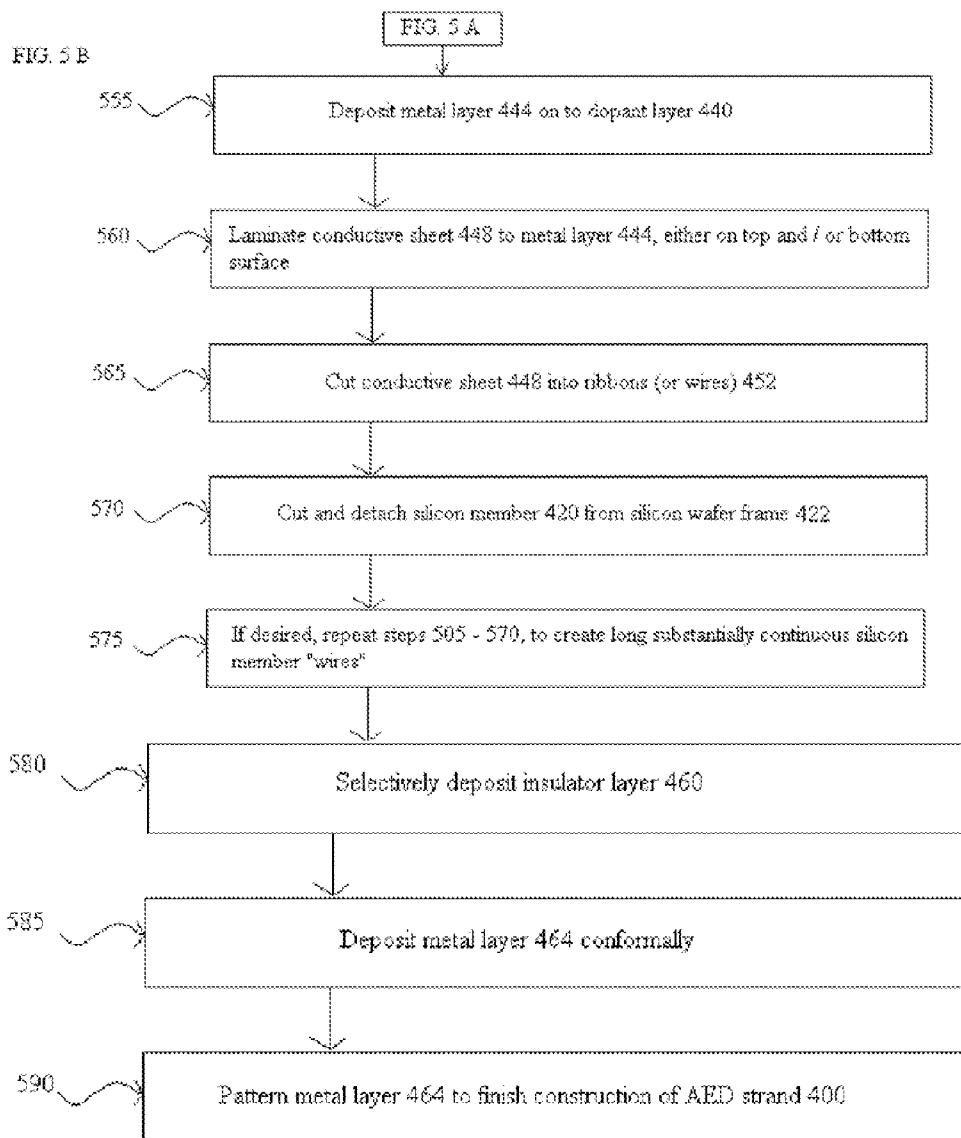 FIG. 5 A
FIG. 5 B
555
Deposit metal layer 444 on to dopant layer 440
560
Laminate conductive sheet 448 to metal layer 444, either on top and / or bottom
surface
565
Cut conductive sheet 448 into ribbons (or wires) 452
570
Cut and detach silicon member 420 from silicon wafer frame 422
575
If desired, repeat steps 505 - 570, to create long substantially continuous silicon
member "wires"
580
Selectively deposit insulator layer 460
585
Deposit metal layer 464 conformally
590
Pattern metal layer 464 to finish construction of AED strand 400